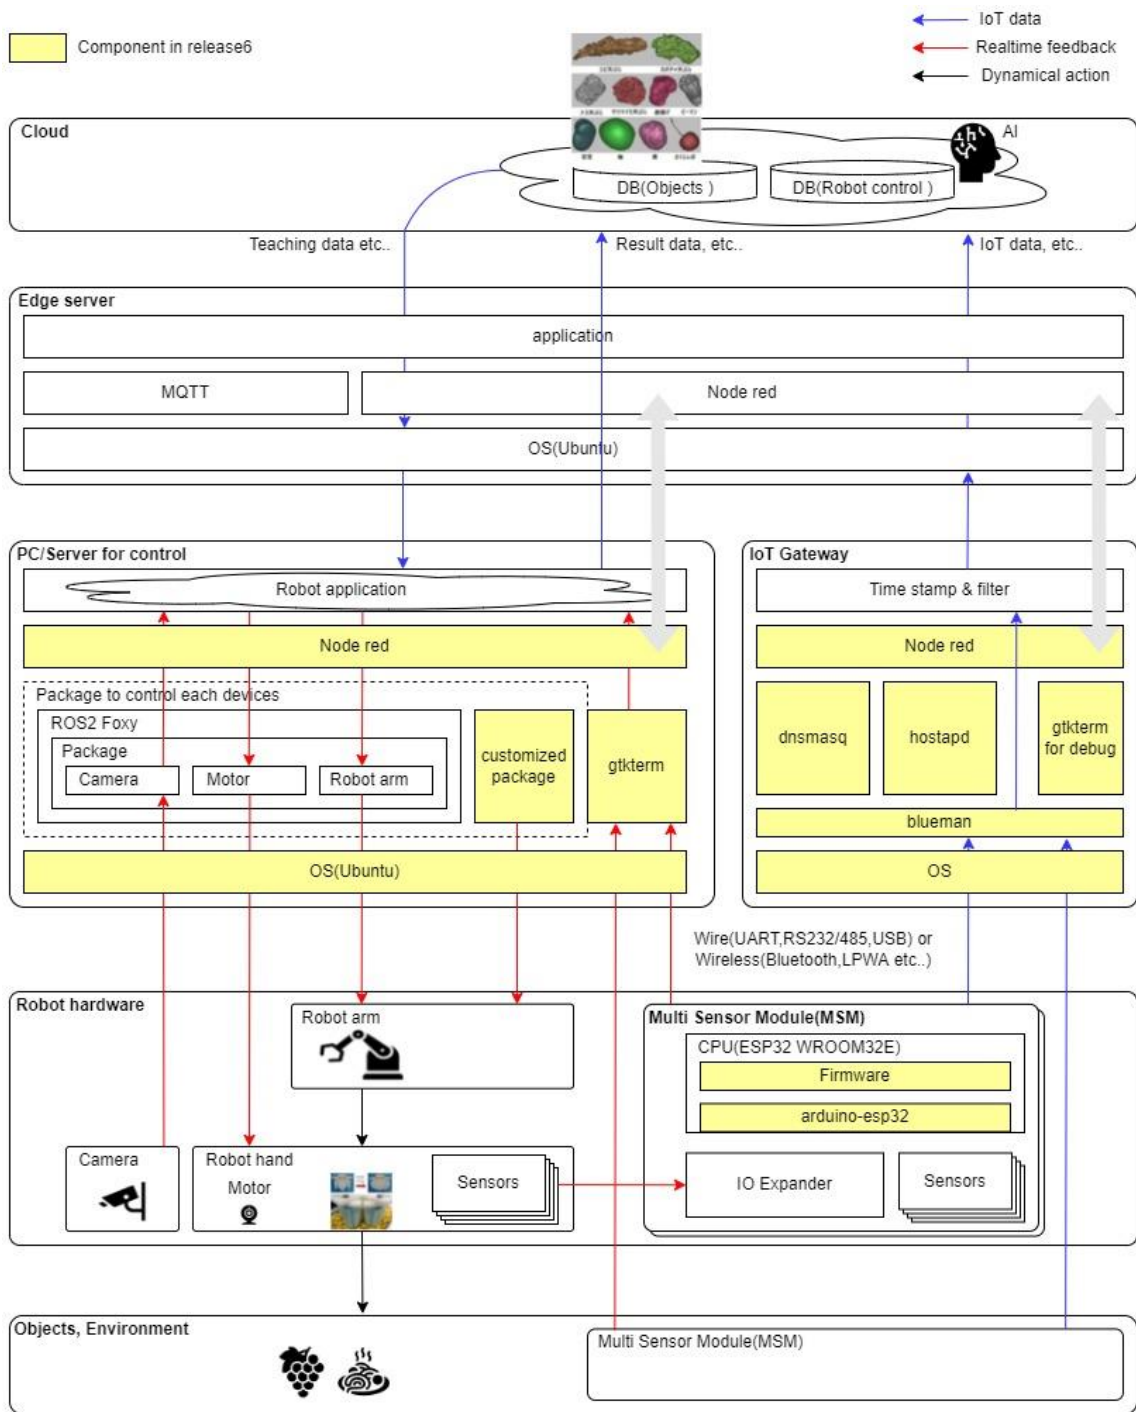 IoT data
Component in release6
Realtime feedback
Dynamical action
Cloud
AI
DB(Objects )
DB(Robot control )
Teaching data etc..
Result data, etc..
IoT data, etc..
Edge server
application
MQTT
Node red
OS(Ubuntu)
PC/Server for control
Robot application
Node red
Package to control each devices
ROS2 Foxy
Package
Camera
Motor
Robot arm
customized
package
gtkterm
OS(Ubuntu)
IoT Gateway
Time stamp & filter
Node red
dnsmasq
hostapd
gtkterm
for debug
blueman
OS
Wire(UART,RS232/485,USB) or
Wireless(Bluetooth,LPWA etc..)
Robot hardware
Robot arm
Camera
Robot hand
Motor
Sensors
Multi Sensor Module(MSM)
CPU(ESP32 WROOM32E)
Firmware
arduino-esp32
IO Expander
Sensors
Objects, Environment
Multi Sensor Module(MSM)